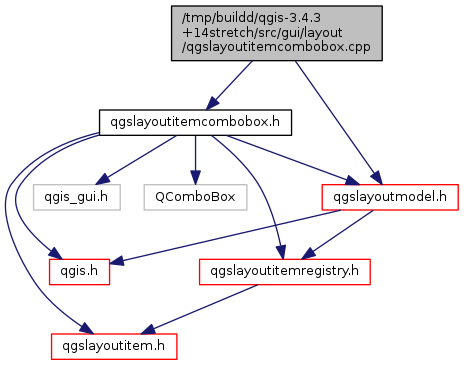 /tmp/buildd/qgis-3.4.3
+14stretch/src/gui/layout
/qgslayoutitemcombobox.cpp
qgslayoutitemcombobox.h
qgis_gui.h
QComboBox
qgslayoutmodel.h
qgis.h
qgslayoutitemregistry.h
qgslayoutitem.h